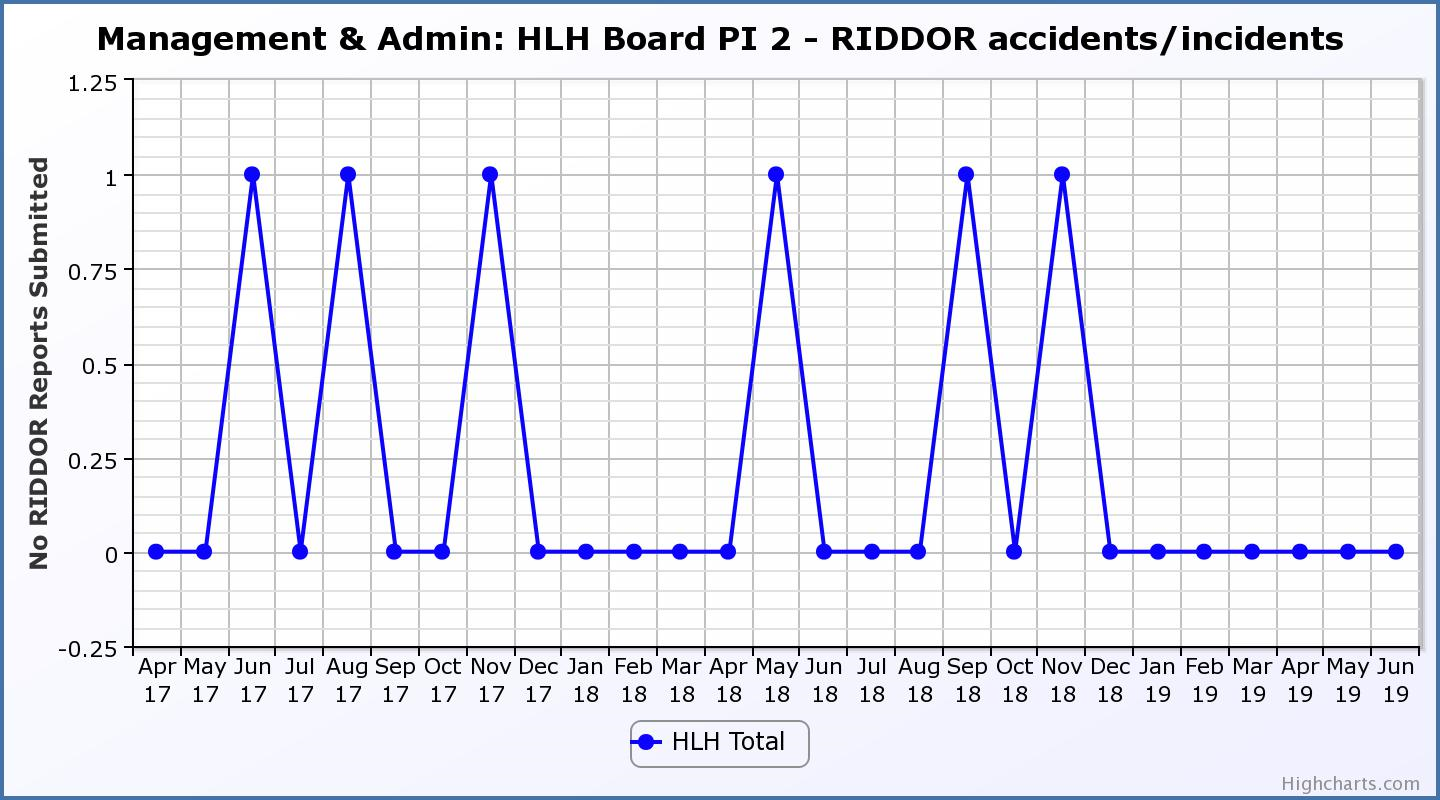 Management & Admin: HLH Board PI 2 - RIDDOR accidents/incidents
No RIDDOR Reports Submitted
1.25
1
0.75
0.5
0.25
0
-0.25
Apr May Jun Jul Aug Sep Oct Nov Dec Jan Feb Mar Apr May Jun Jul Aug Sep Oct Nov Dec Jan Feb Mar Apr May Jun
17 17 17 17 17 17 17 17 17 18 18 18 18 18 18 18 18 18 18 18 18 19 19 19 19 19 19
HLH Total
Highcharts.com